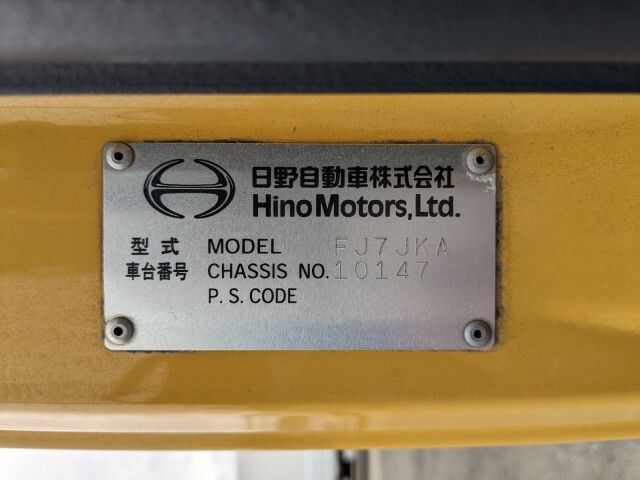 日野自動車株式会社
Hino Motors, Ltd.
型式 MODEL FJ7JKA
車台番号 CHASSIS NO. 10147
P. S. CODE